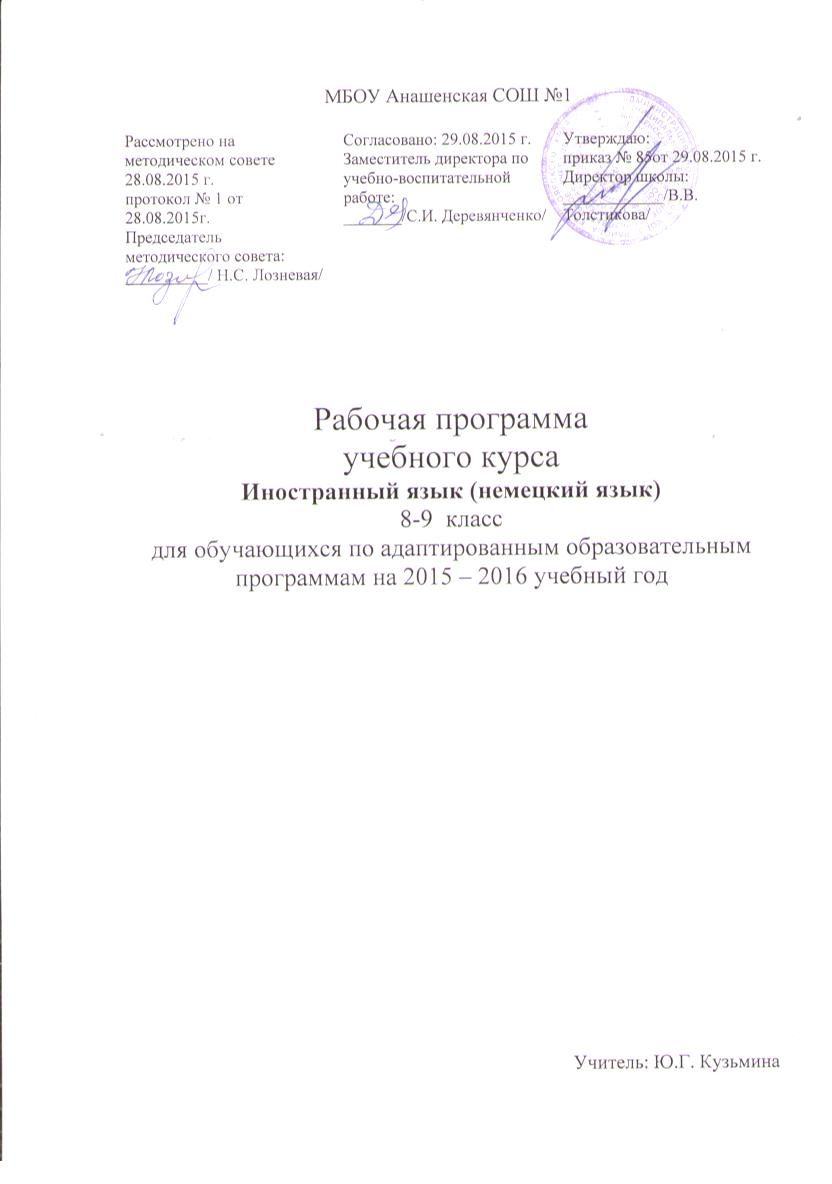 МБОУ Анашенская СОШ №1
Рассмотрено на
методическом совете
28.08.2015 г.
протокол № 1 от
28.08.2015г.
Председатель
методического совета:
/ Н.С. Лозневая/
Согласовано: 29.08.2015 г.
Заместитель директора по
учебно-воспитательной
работе:
/С.И. Деревянченко/
Утверждаю:
приказ № 85от 29.08.2015 г.
Директор школы:
/В.В.
Толстикова/
Рабочая программа
учебного курса
Иностранный язык (немецкий язык)
8-9 класс
для обучающихся по адаптированным образовательным
программам на 2015 – 2016 учебный год
Учитель: Ю.Г. Кузьмина